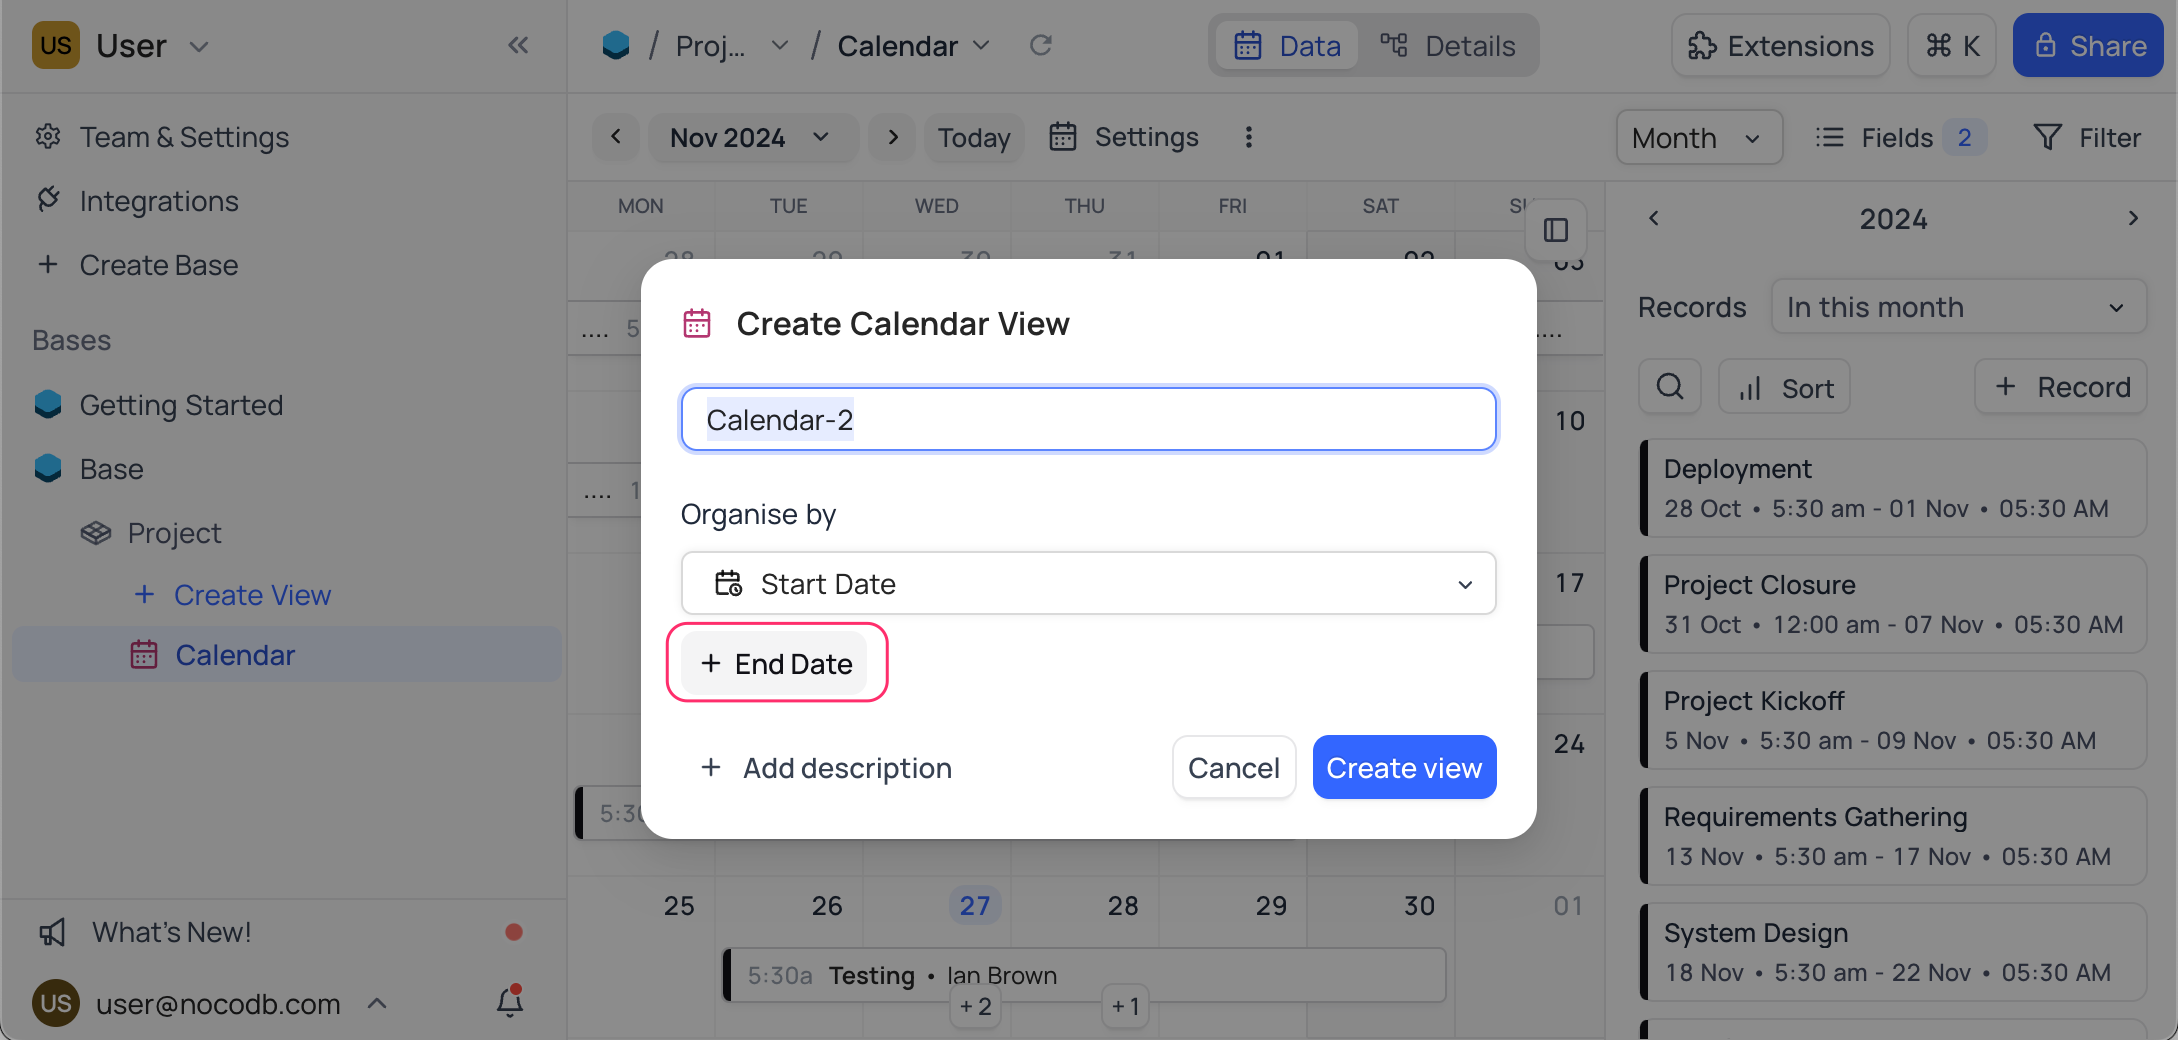 US User
/ Proj... / Calendar
Data Details
Extensions
⌘ K
Share
Team & Settings
Integrations
+ Create Base
Bases
Getting Started
Base
Project
+ Create View
Calendar
What's New!
US user@nocodb.com
Nov 2024
Today
Settings
Month
Fields 2
Filter
MON TUE WED THU FRI SAT
28 29 30 31 01 02 03
.... 5 ....
10
.... 1
17
24
5:30
25 26 27 28 29 30 01
5:30a Testing • Ian Brown
+ 2 + 1
Create Calendar View
Calendar-2
Organise by
Start Date
+ End Date
+ Add description
Cancel
Create view
2024
Records
In this month
Sort
+ Record
Deployment
28 Oct • 5:30 am - 01 Nov • 05:30 AM
Project Closure
31 Oct • 12:00 am - 07 Nov • 05:30 AM
Project Kickoff
5 Nov • 5:30 am - 09 Nov • 05:30 AM
Requirements Gathering
13 Nov • 5:30 am - 17 Nov • 05:30 AM
System Design
18 Nov • 5:30 am - 22 Nov • 05:30 AM